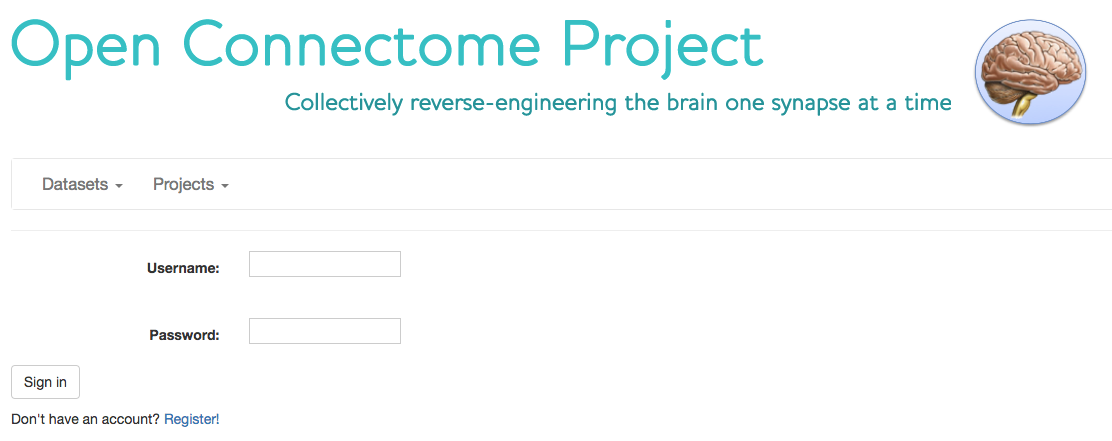 Open Connectome Project
Collectively reverse-engineering the brain one synapse at a time
Datasets Projects
Username:
Password:
Sign in
Don't have an account? Register!